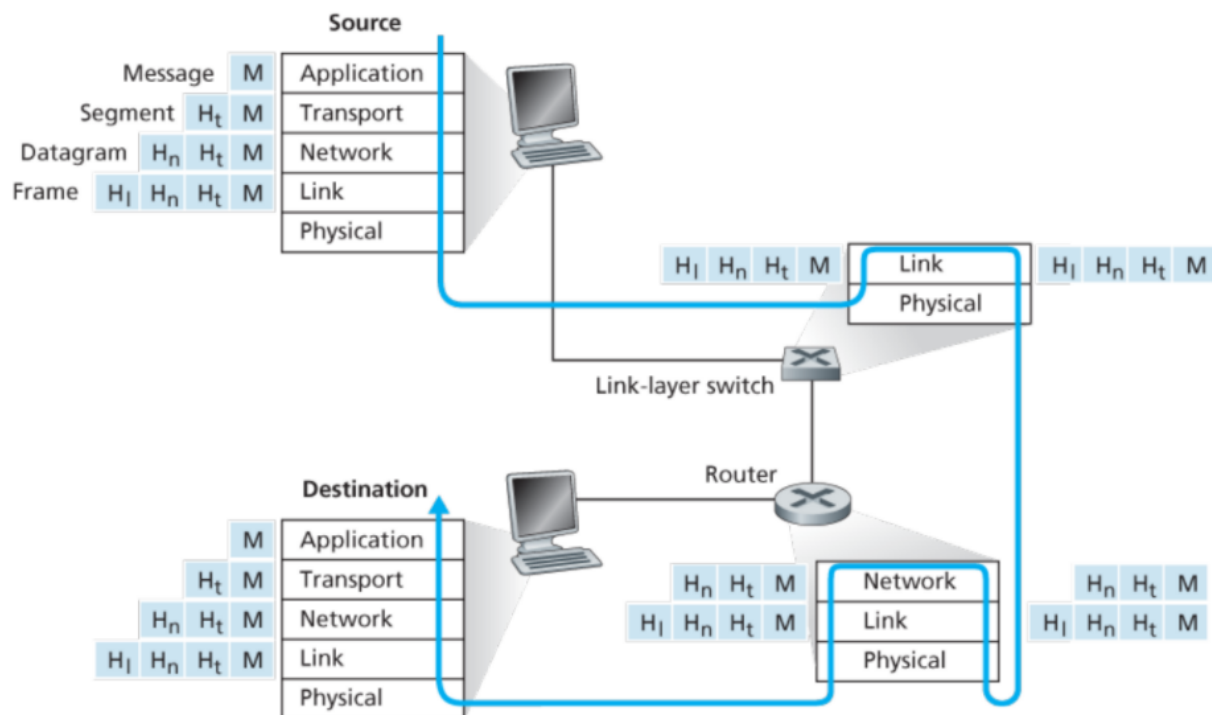 Source
Message M Application
Segment Ht M Transport
Datagram Hn Ht M Network
Frame Hl Hn Ht M Link
Physical
Hl Hn Ht M Link Hl Hn Ht M
Physical
Link-layer switch
Router
Destination
M Application
Ht M Transport
Hn Ht M Network
Hl Hn Ht M Link
Physical
Hn Ht M Network Hn Ht M
Hl Hn Ht M Link Hl Hn Ht M
Physical